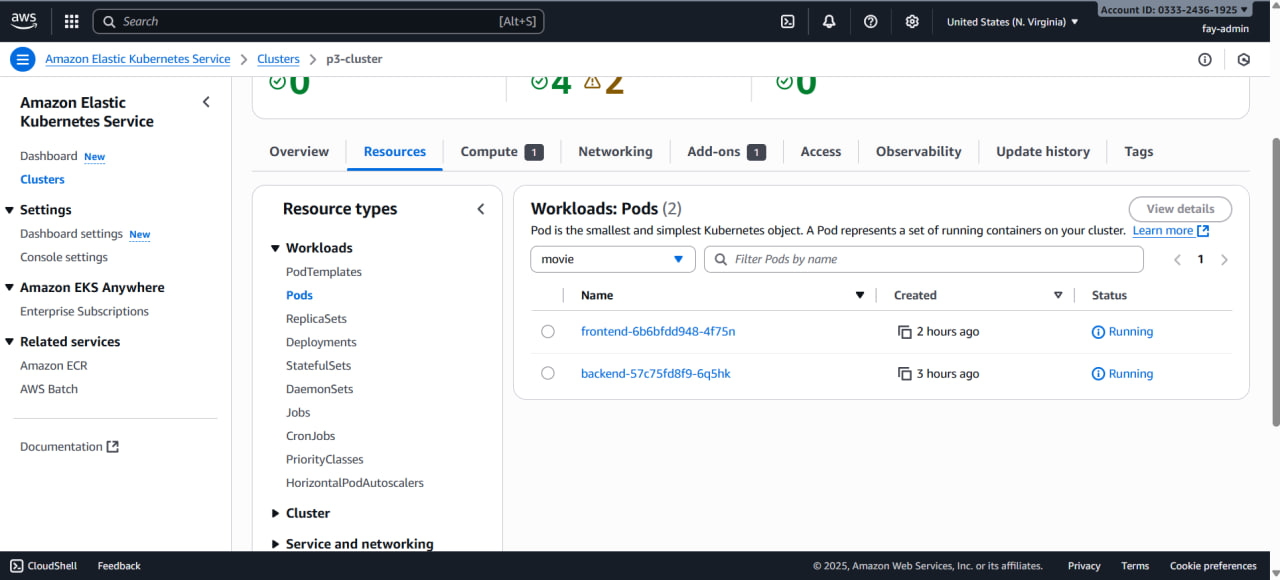 aws
Search
[Alt+S]
United States (N. Virginia)
Account ID: 0333-2436-1925
fay-admin
Amazon Elastic Kubernetes Service
Clusters
p3-cluster
Amazon Elastic
Kubernetes Service
Dashboard New
Clusters
Settings
Dashboard settings New
Console settings
Amazon EKS Anywhere
Enterprise Subscriptions
Related services
Amazon ECR
AWS Batch
Documentation
0
4
2
0
Overview
Resources
Compute 1
Networking
Add-ons 1
Access
Observability
Update history
Tags
Resource types
Workloads
PodTemplates
Pods
ReplicaSets
Deployments
StatefulSets
DaemonSets
Jobs
CronJobs
PriorityClasses
HorizontalPodAutoscalers
Cluster
Service and networking
Workloads: Pods (2)
View details
Pod is the smallest and simplest Kubernetes object. A Pod represents a set of running containers on your cluster. Learn more
movie
Filter Pods by name
1
Name
Created
Status
frontend-6b6bfdd948-4f75n
2 hours ago
Running
backend-57c75fd8f9-6q5hk
3 hours ago
Running
CloudShell
Feedback
© 2025, Amazon Web Services, Inc. or its affiliates.
Privacy
Terms
Cookie preferences